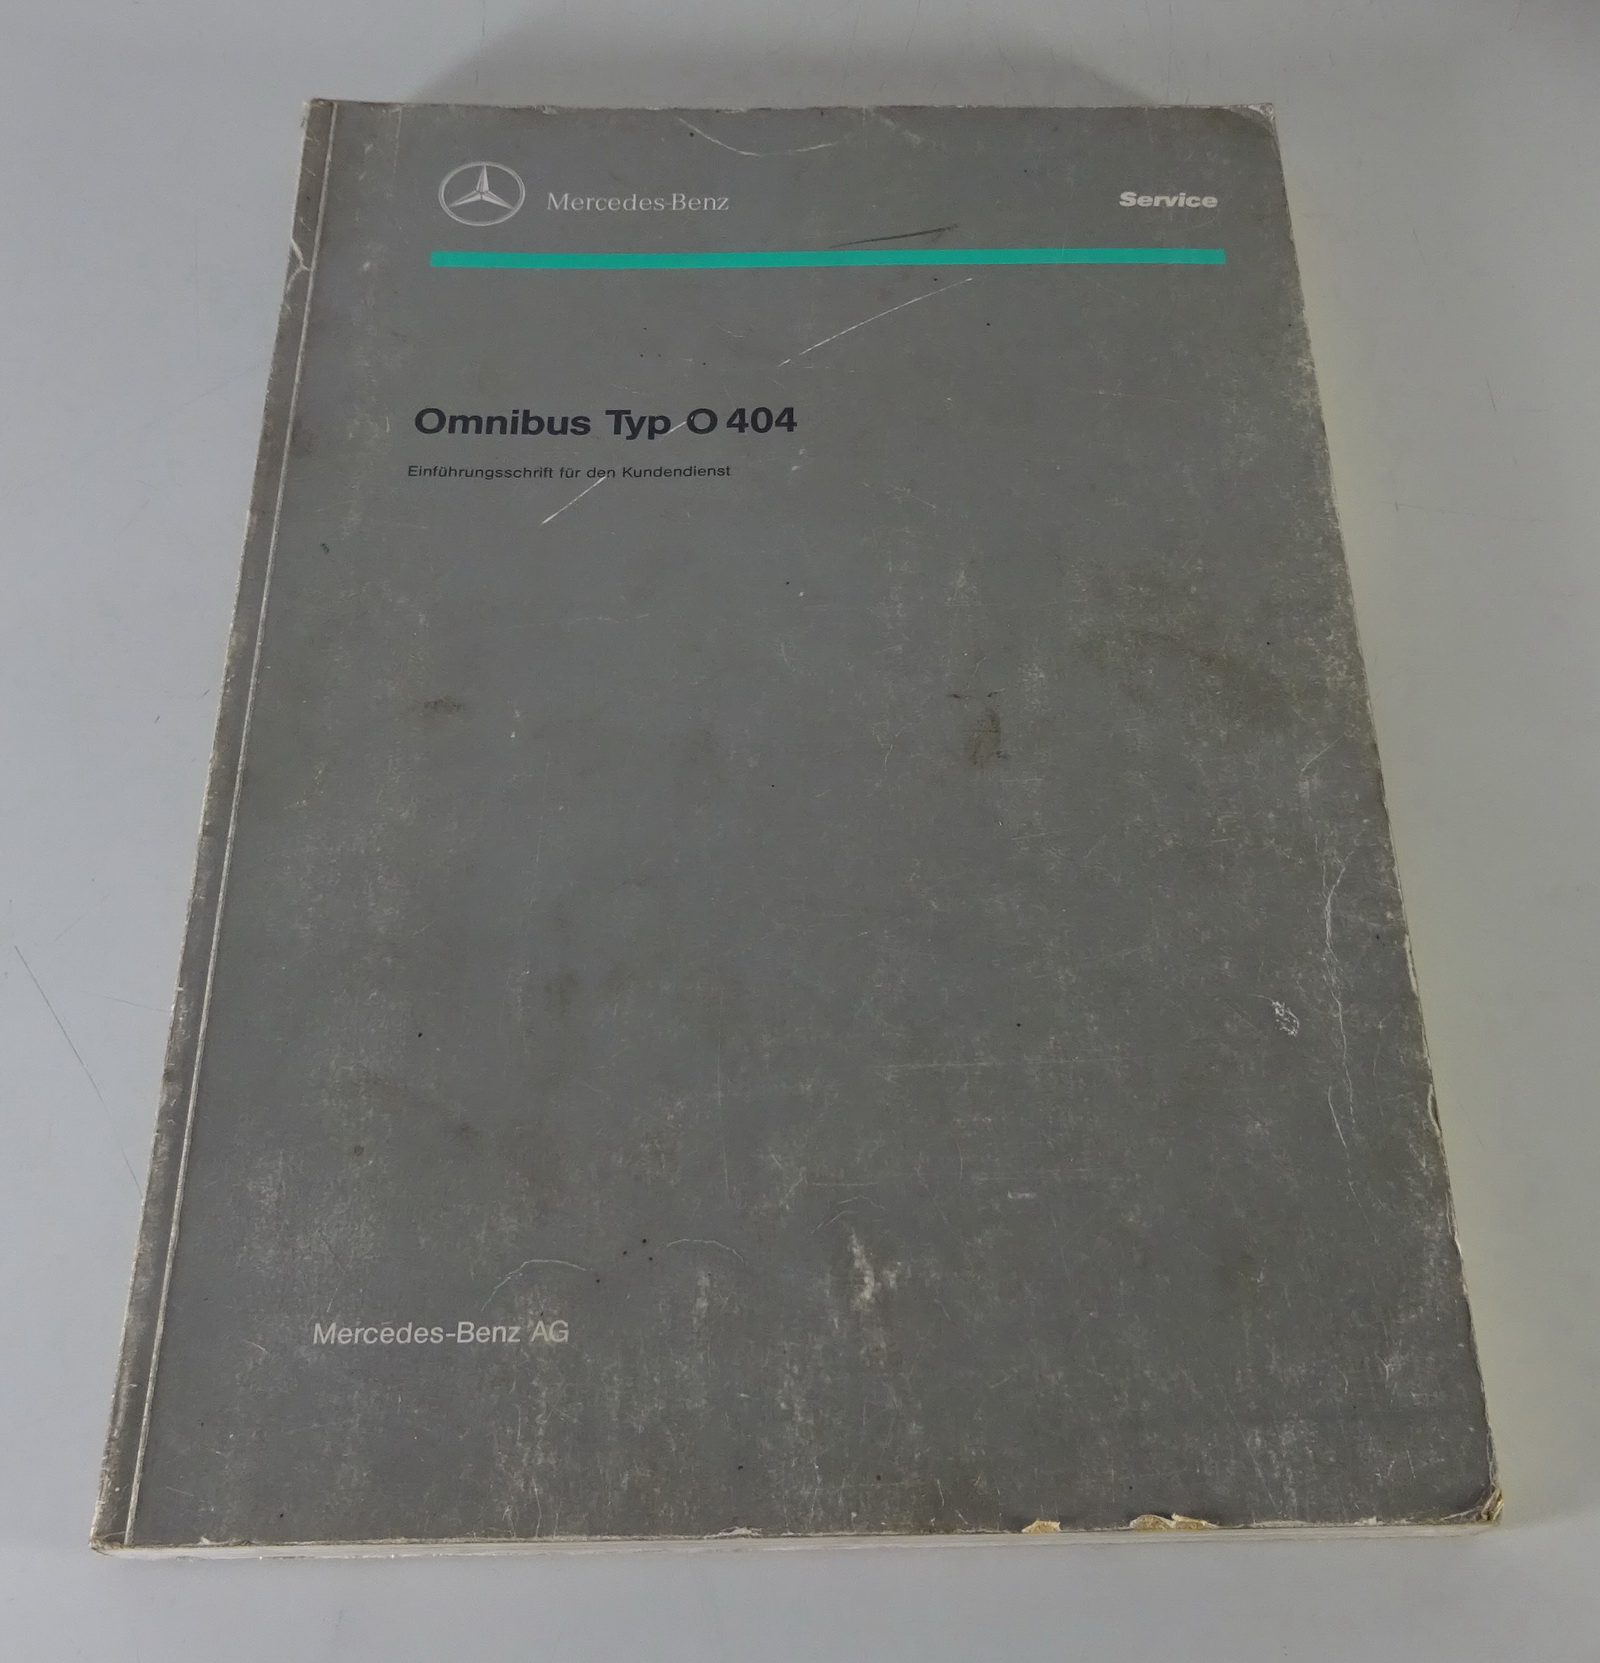 Mercedes-Benz
Service
Omnibus Typ O 404
Einführungsschrift für den Kundendienst
Mercedes-Benz AG